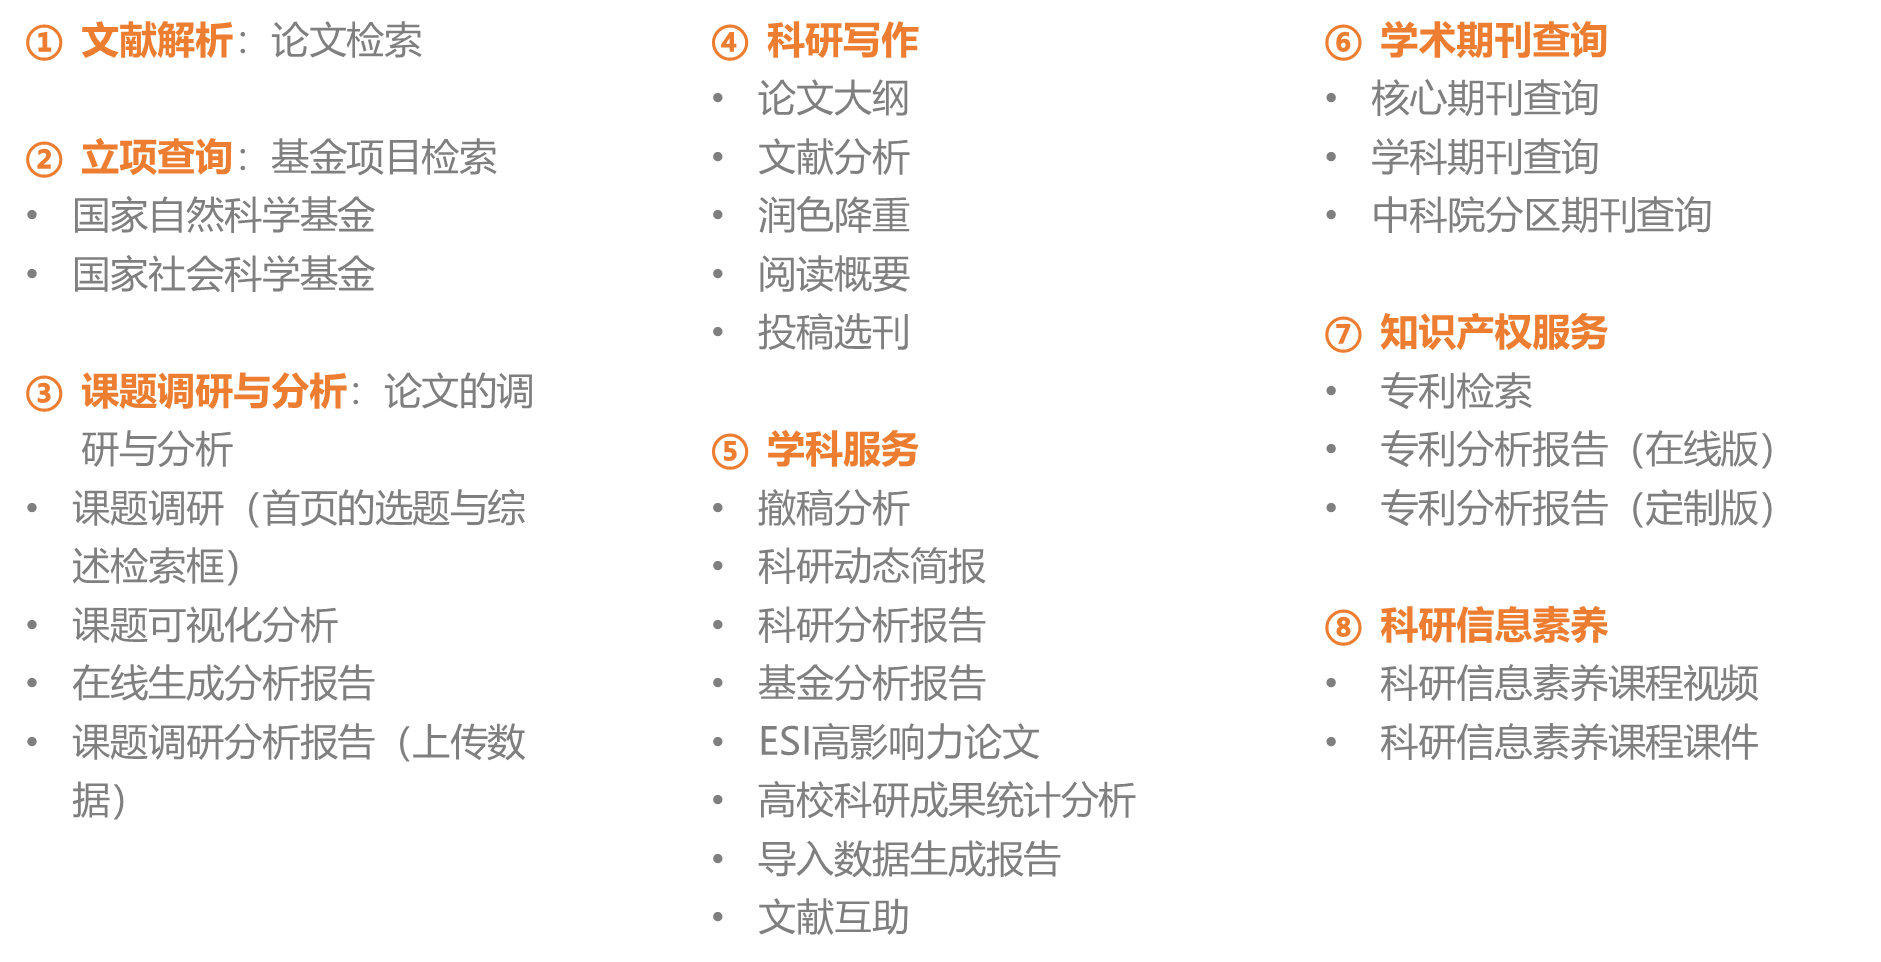 ① 文献解析：论文检索
② 立项查询：基金项目检索
• 国家自然科学基金
• 国家社会科学基金
③ 课题调研与分析：论文的调
研与分析
• 课题调研（首页的选题与综
述检索框）
• 课题可视化分析
• 在线生成分析报告
• 课题调研分析报告（上传数
据）
④ 科研写作
• 论文大纲
• 文献分析
• 润色降重
• 阅读概要
• 投稿选刊
⑤ 学科服务
• 撤稿分析
• 科研动态简报
• 科研分析报告
• 基金分析报告
• ESI高影响力论文
• 高校科研成果统计分析
• 导入数据生成报告
• 文献互助
⑥ 学术期刊查询
• 核心期刊查询
• 学科期刊查询
• 中科院分区期刊查询
⑦ 知识产权服务
• 专利检索
• 专利分析报告（在线版）
• 专利分析报告（定制版）
⑧ 科研信息素养
• 科研信息素养课程视频
• 科研信息素养课程课件